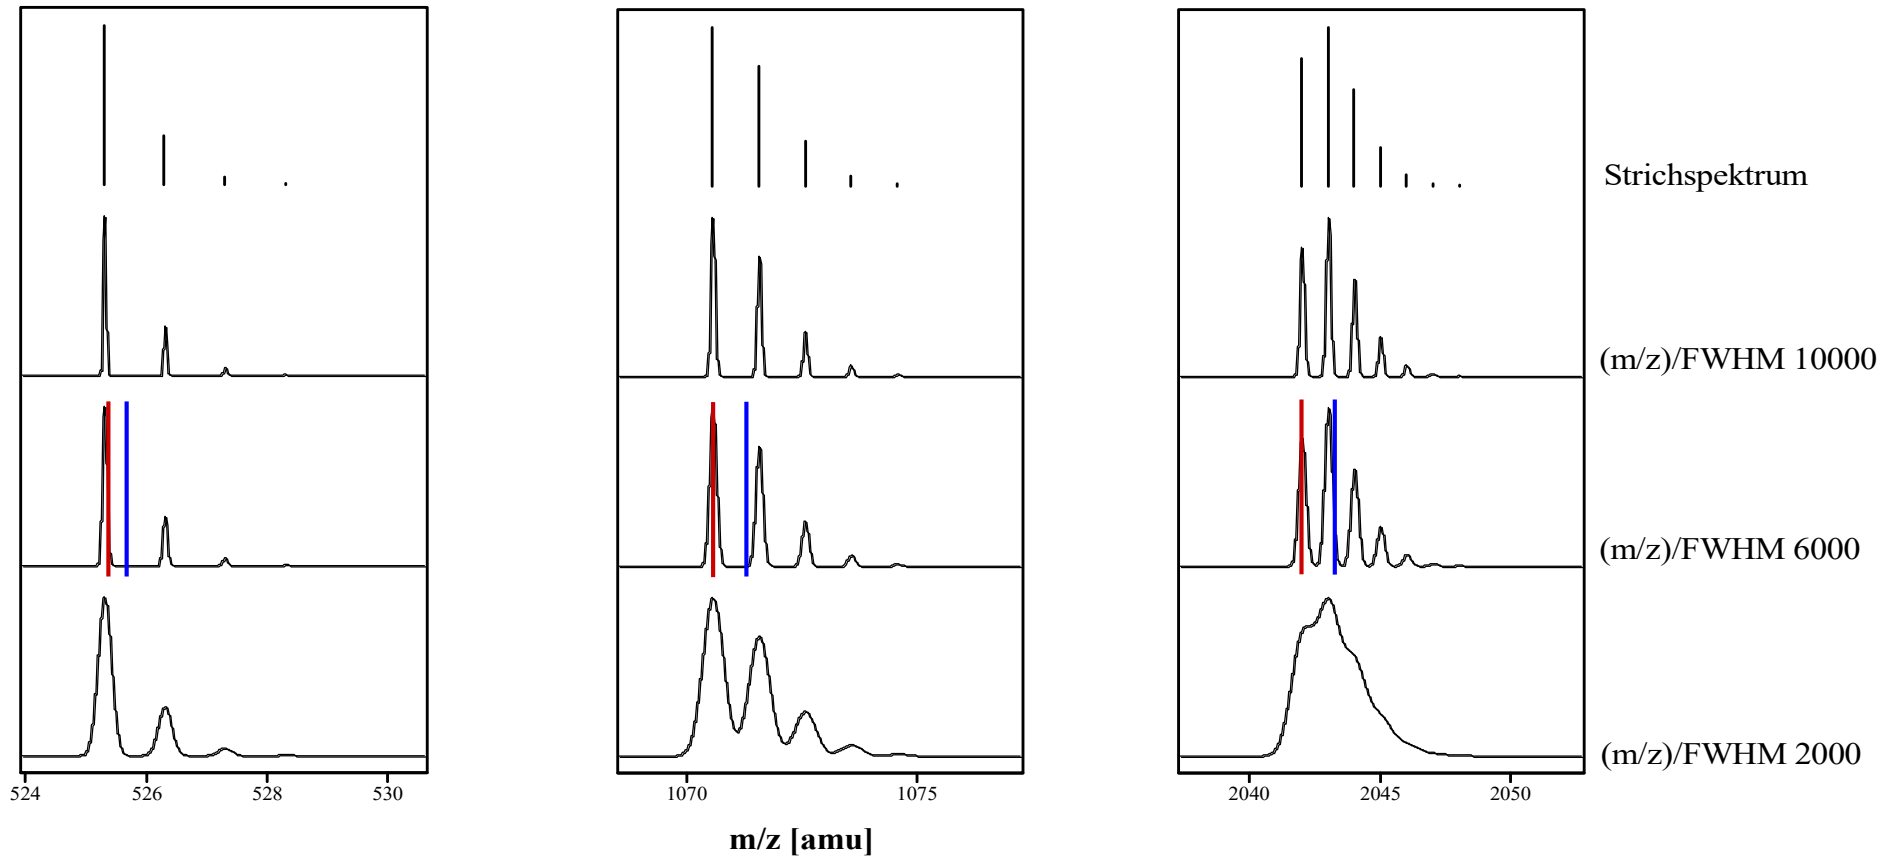 Strichspektrum
(m/z)/FWHM 10000
(m/z)/FWHM 6000
(m/z)/FWHM 2000
524 526 528 530 1070 1075 2040 2045 2050
m/z [amu]